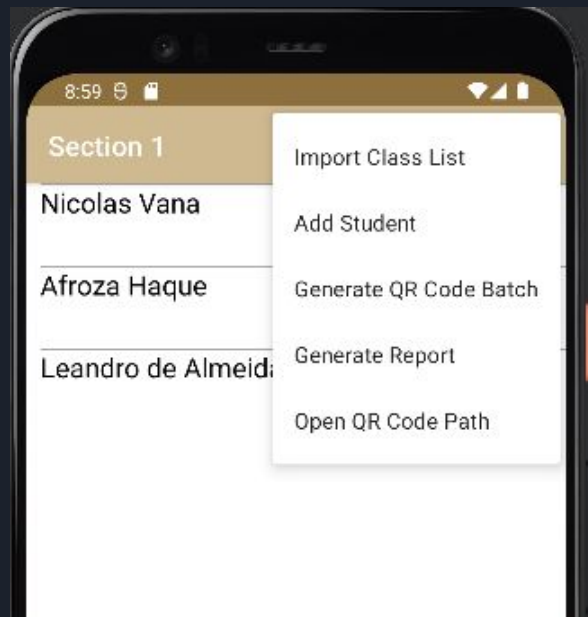 8:59
Section 1
Import Class List
Nicolas Vana
Add Student
Afroza Haque
Generate QR Code Batch
Generate Report
Leandro de Almeida
Open QR Code Path